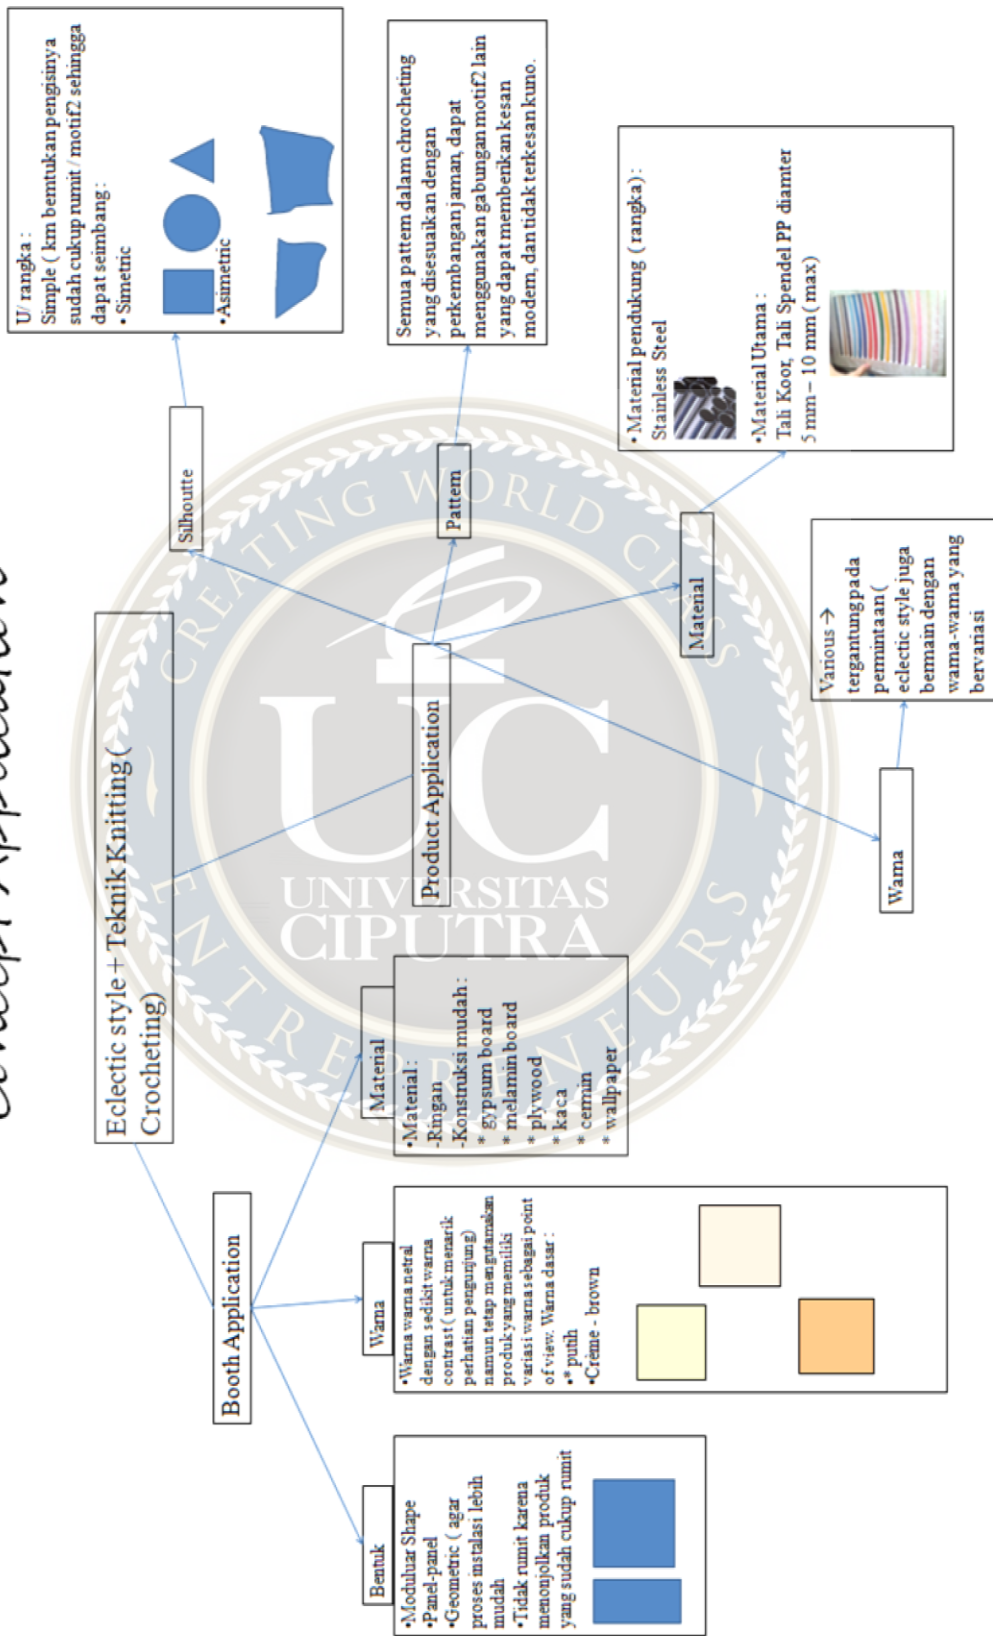 Eclectic style + Teknik Knitting (
Crocheting)
Booth Application
Bentuk
•Moduluar Shape
•Panel-panel
•Geometric ( agar
proses instalasi lebih
mudah
•Tidak rumit karena
menonjolkan produk
yang sudah cukup rumit
Warna
•Warna warna netral
dengan sedikit warna
contrast ( untuk menarik
perhatian pengunjung)
namun tetap mengutamakan
produk yang memiliki
variasi warna sebagai point
of view. Warna dasar :
•* putih
•Crème - brown
Material
•Material :
-Ringan
-Konstruksi mudah :
* gypsum board
* melamin board
* plywood
* kaca
* cermin
* wallpaper
Product Application
Silhoutte
U/ rangka :
Simple ( krn bemtukan pengisinya
sudah cukup rumit / motif2 sehingga
dapat seimbang :
• Simetric
•Asimetric
Pattern
Semua pattern dalam chrocheting
yang disesuaikan dengan
perkembangan jaman, dapat
menggunakan gabungan motif2 lain
yang dapat memberikan kesan
modern, dan tidak terkesan kuno.
Material
•Material pendukung ( rangka) :
Stainless Steel
•Material Utama :
Tali Koor, Tali Spendel PP diamter
5 mm – 10 mm ( max)
Warna
Various →
tergantung pada
permintaan (
eclectic style juga
bermain dengan
warna-warna yang
bervariasi
CREATING WORLD CLASS
ENTREPRENEURS
UC
UNIVERSITAS
CIPUTRA